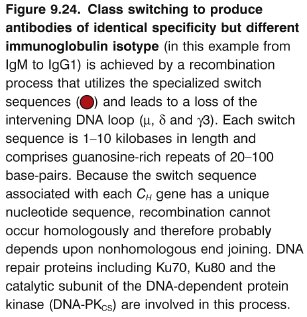 Figure 9.24. Class switching to produce
antibodies of identical specificity but different
immunoglobulin isotype (in this example from
IgM to IgG1) is achieved by a recombination
process that utilizes the specialized switch
sequences () and leads to a loss of the
intervening DNA loop (μ, δ and γ3). Each switch
sequence is 1–10 kilobases in length and
comprises guanosine-rich repeats of 20–100
base-pairs. Because the switch sequence
associated with each CH gene has a unique
nucleotide sequence, recombination cannot
occur homologously and therefore probably
depends upon nonhomologous end joining. DNA
repair proteins including Ku70, Ku80 and the
catalytic subunit of the DNA-dependent protein
kinase (DNA-PKCS) are involved in this process.